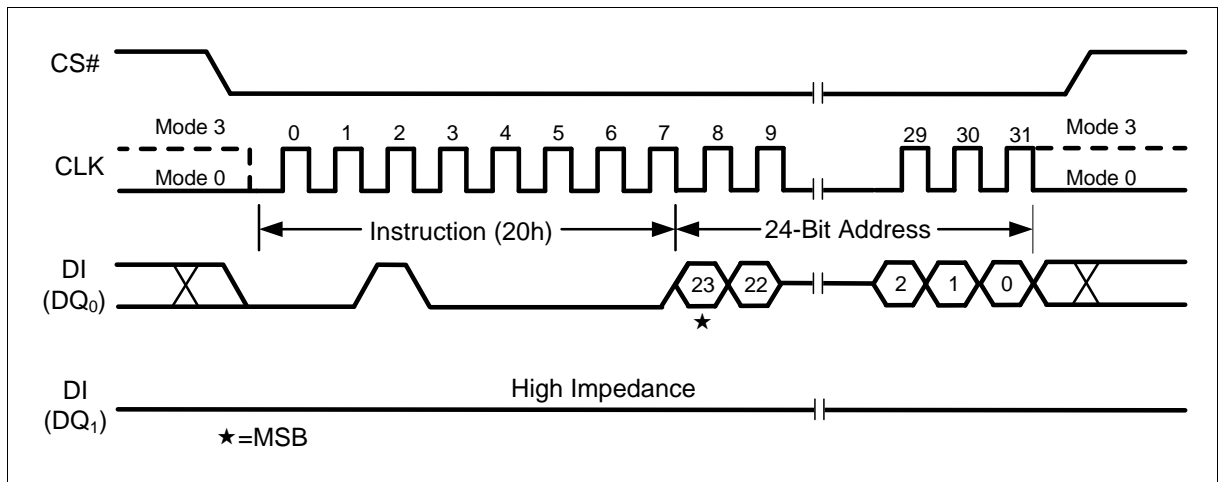 CS#
Mode 3 0 1 2 3 4 5 6 7 8 9 29 30 31 Mode 3
CLK
Mode 0 Mode 0
Instruction (20h) 24-Bit Address
DI
(DQ₀) 23 22 2 1 0
★
High Impedance
DI
(DQ₁)
★=MSB